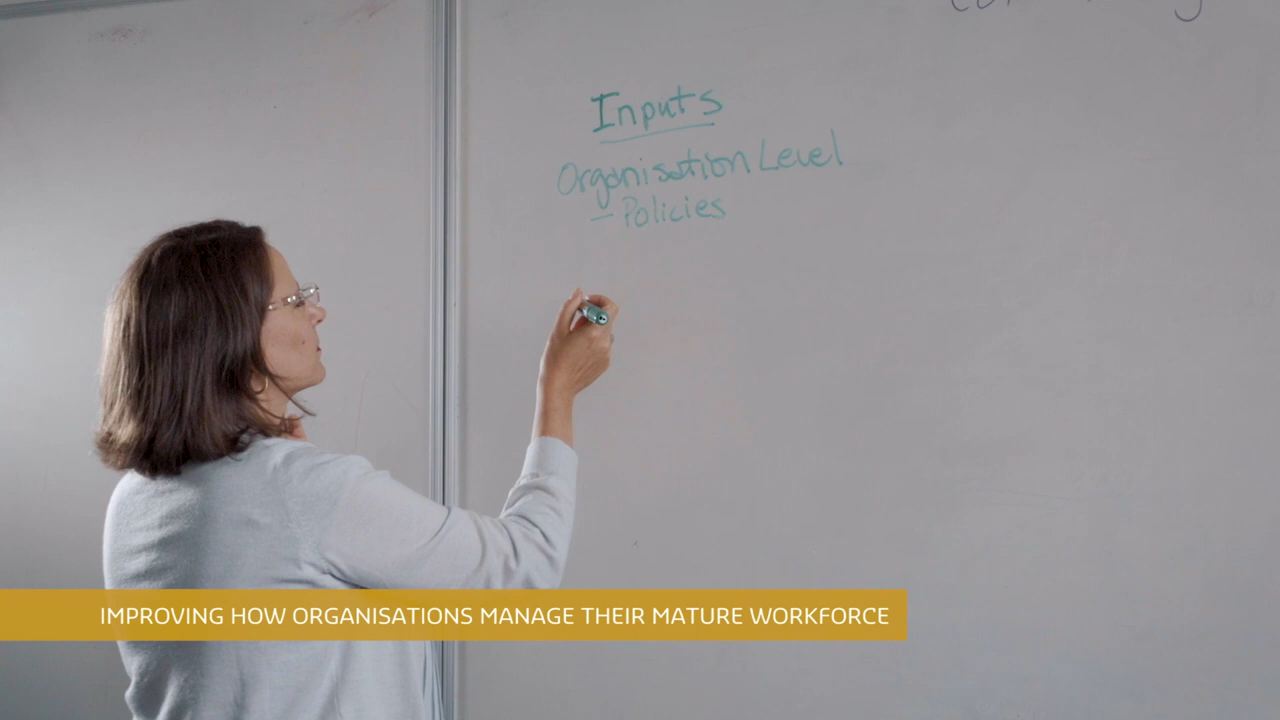 Inputs
Organisation Level
- Policies
IMPROVING HOW ORGANISATIONS MANAGE THEIR MATURE WORKFORCE